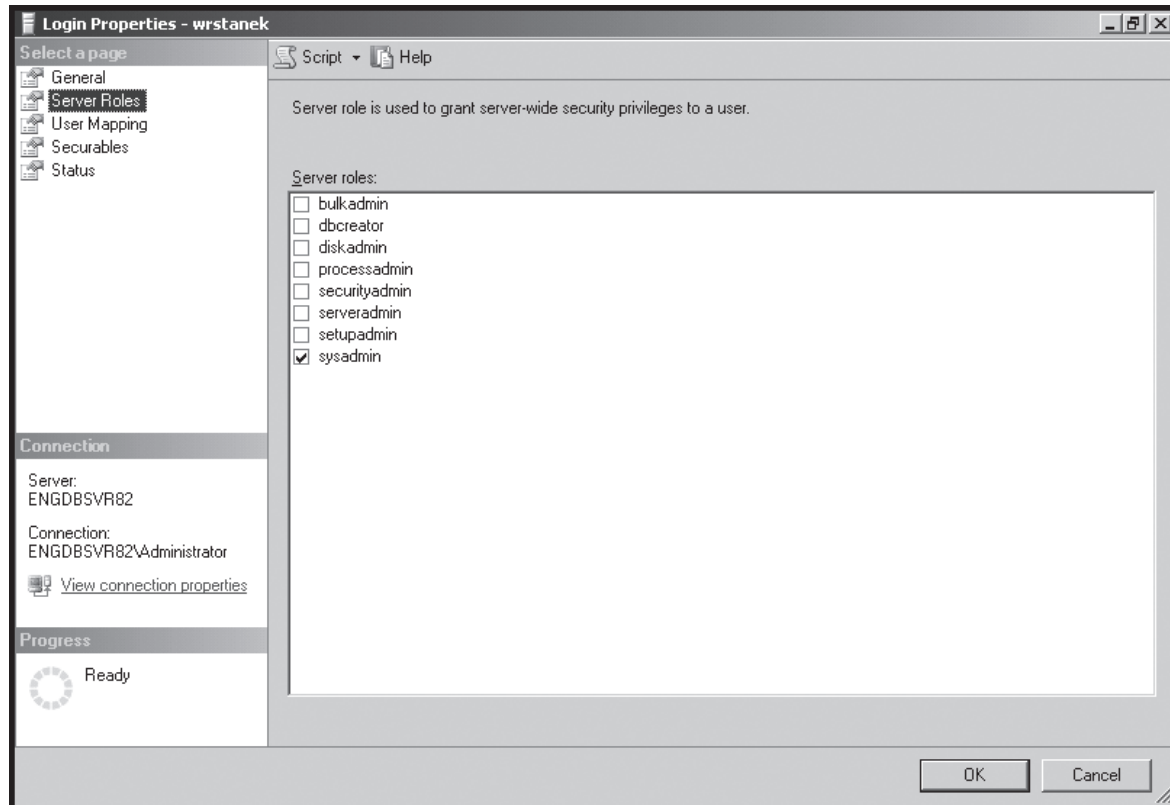 Login Properties - wrstanek
Select a page
General
Server Roles
User Mapping
Securables
Status
Connection
Server:
ENGDBSVR82
Connection:
ENGDBSVR82\Administrator
View connection properties
Progress
Ready
Script
Help
Server role is used to grant server-wide security privileges to a user.
Server roles:
bulkadmin
dbcreator
diskadmin
processadmin
securityadmin
serveradmin
setupadmin
sysadmin
OK
Cancel